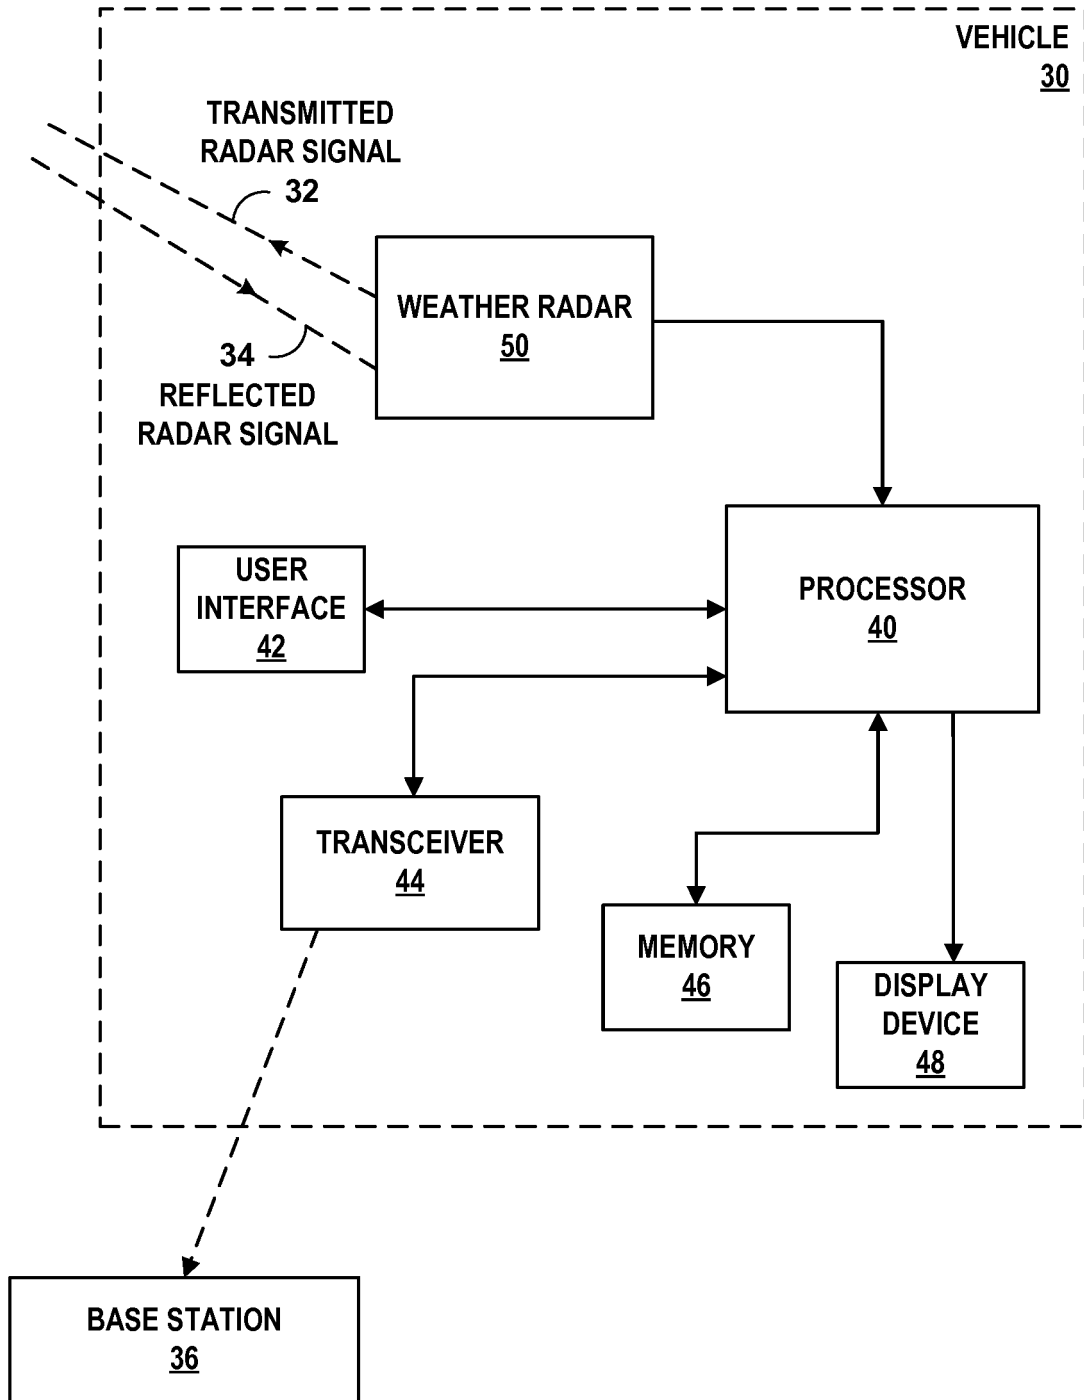 VEHICLE
30
TRANSMITTED
RADAR SIGNAL
32
WEATHER RADAR
50
34
REFLECTED
RADAR SIGNAL
USER
INTERFACE
42
PROCESSOR
40
TRANSCEIVER
44
MEMORY
46
DISPLAY
DEVICE
48
BASE STATION
36